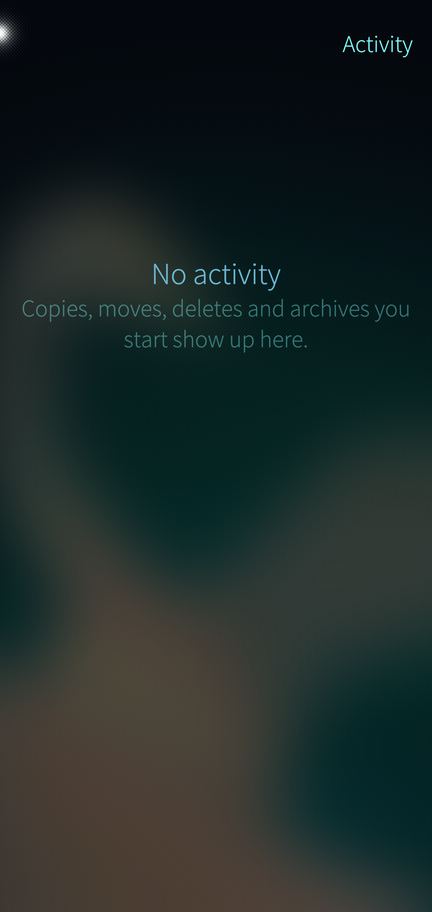 Activity
No activity
Copies, moves, deletes and archives you
start show up here.